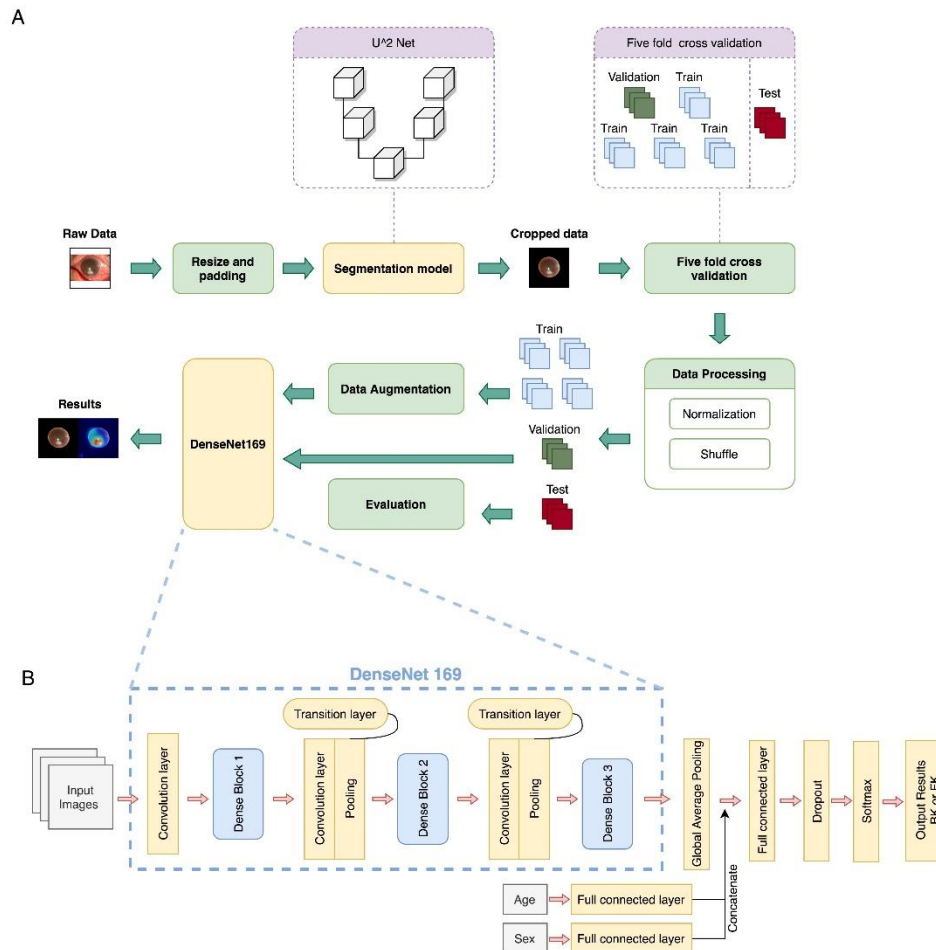 A
U^2 Net
Five fold cross validation
Validation
Train
Test
Train
Train
Train
Raw Data
Resize and
padding
Segmentation model
Cropped data
Five fold cross
validation
Train
Data Augmentation
Data Processing
Normalization
Shuffle
Results
DenseNet169
Validation
Evaluation
Test
B
DenseNet 169
Transition layer
Transition layer
Input
Images
Convolution layer
Dense Block 1
Convolution layer
Pooling
Dense Block 2
Convolution layer
Pooling
Dense Block 3
Global Average Pooling
Full connected layer
Dropout
Softmax
Output Results
BK or FK
Concatenate
Age
Full connected layer
Sex
Full connected layer